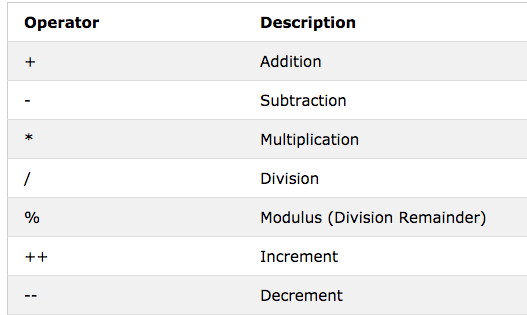 Operator Description
+ Addition
- Subtraction
* Multiplication
/ Division
% Modulus (Division Remainder)
++ Increment
-- Decrement